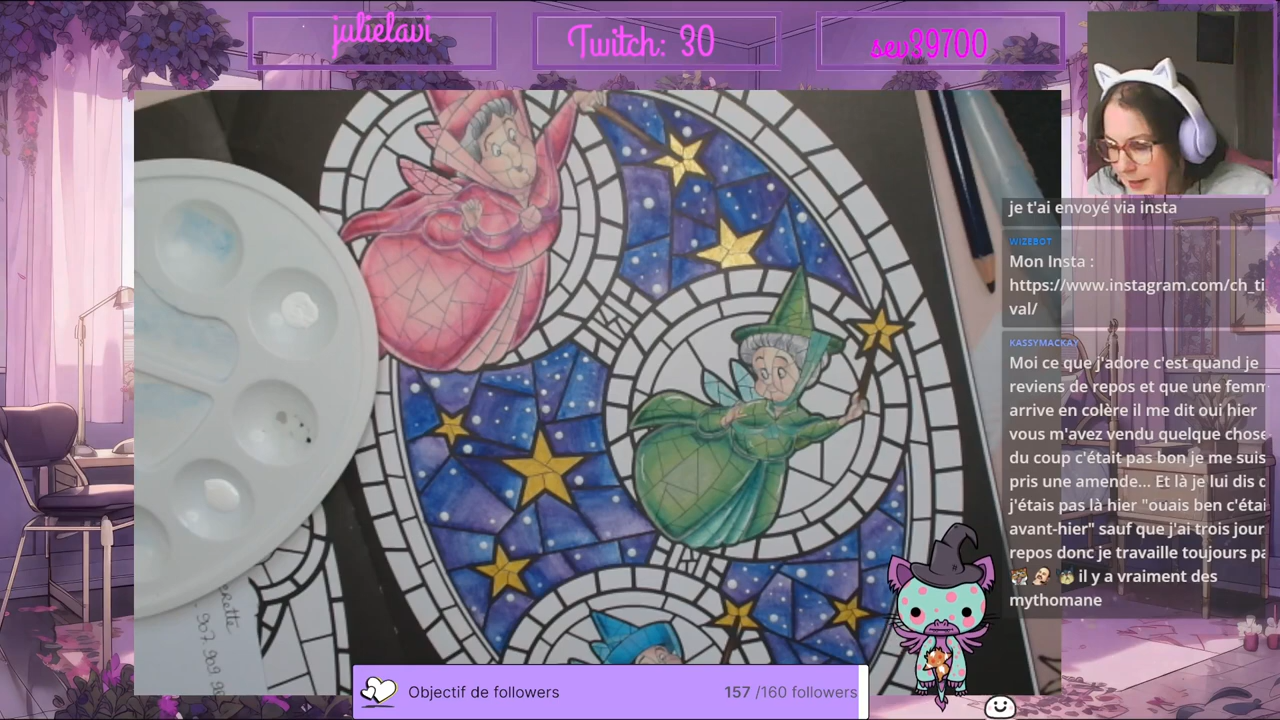 julielavi
Twitch: 30
sev39700
je t'ai envoyé via insta
WIZEBOT
Mon Insta :
https://www.instagram.com/ch_ti
val/
KASSYMACKAY
Moi ce que j'adore c'est quand je
reviens de repos et que une femm
arrive en colère il me dit oui hier
vous m'avez vendu quelque chose
du coup c'était pas bon je me suis
pris une amende... Et là je lui dis
j'étais pas là hier "ouais ben c'étai
avant-hier" sauf que j'ai trois jour
repos donc je travaille toujours pa
il y a vraiment des
mythomane
rette
907 909
Objectif de followers
157 /160 followers